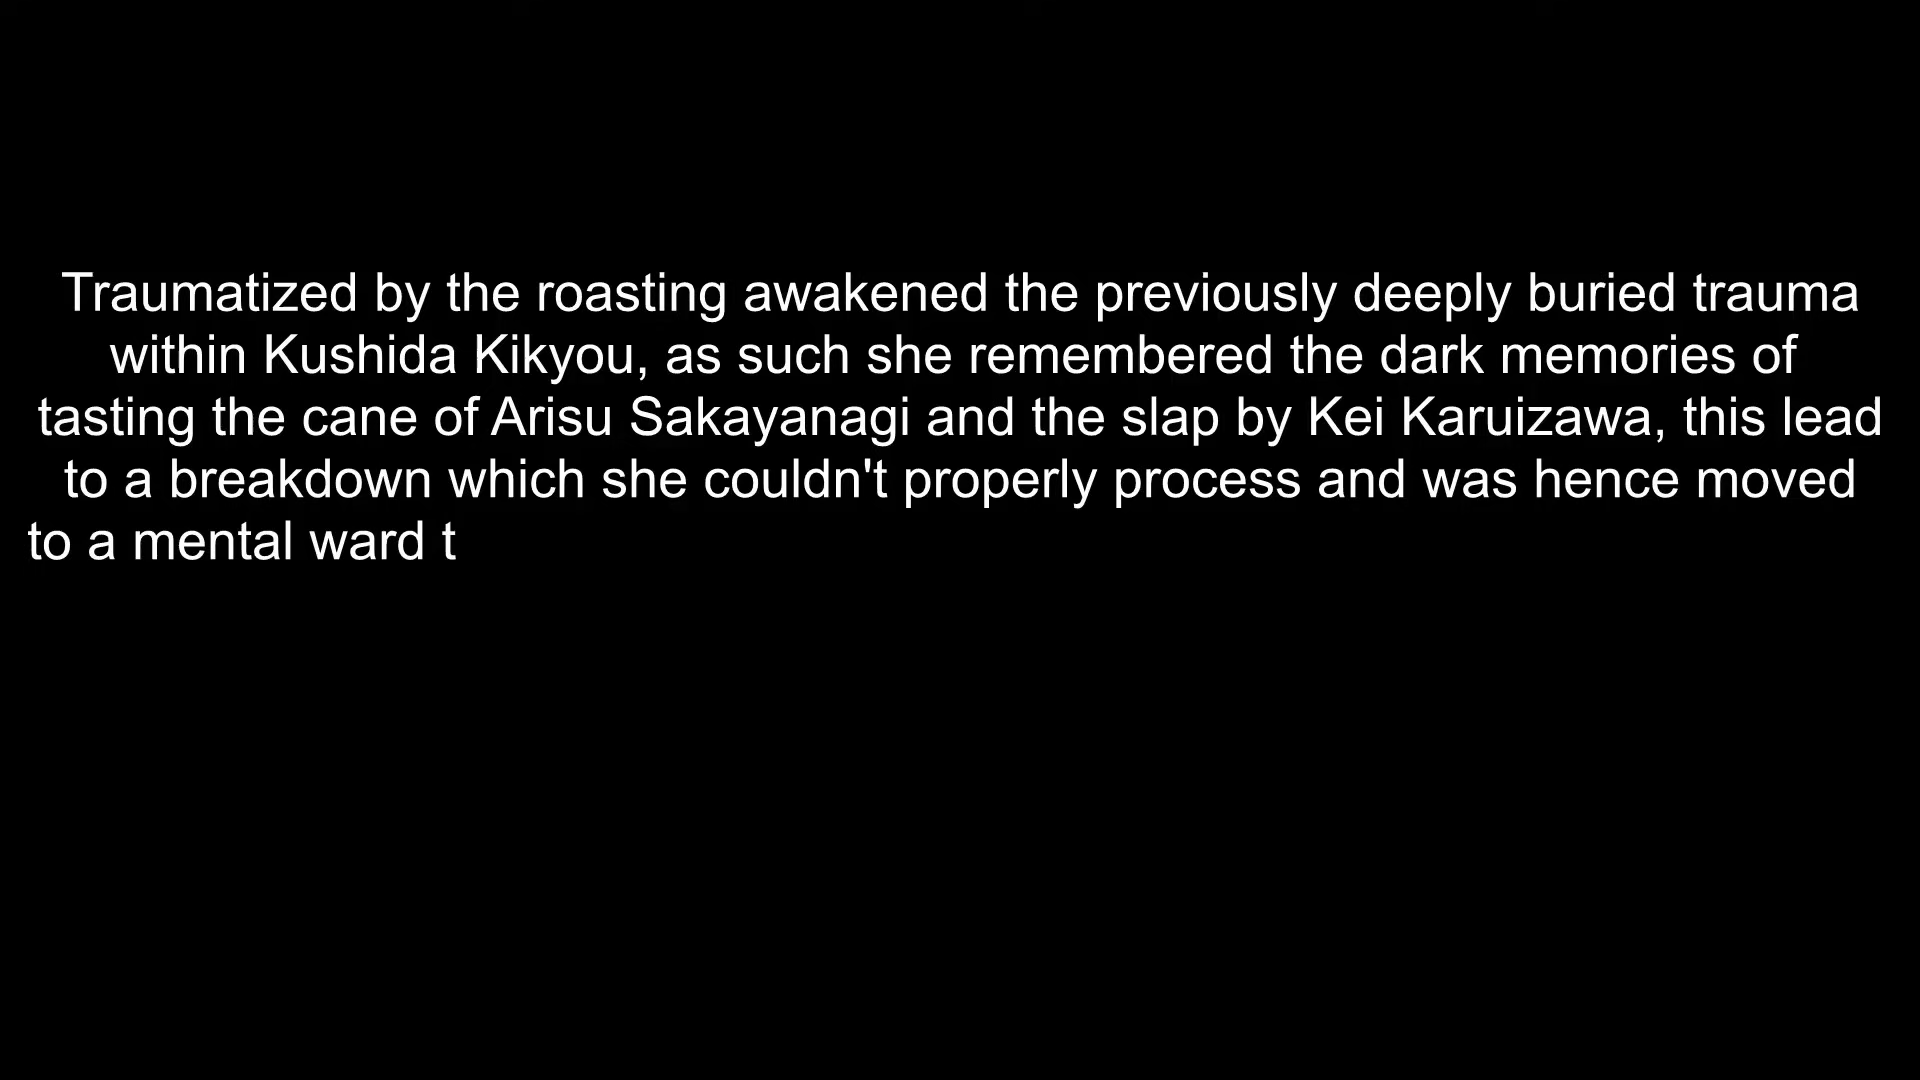 Traumatized by the roasting awakened the previously deeply buried trauma
within Kushida Kikyou, as such she remembered the dark memories of
tasting the cane of Arisu Sakayanagi and the slap by Kei Karuizawa, this lead
to a breakdown which she couldn't properly process and was hence moved
to a mental ward t